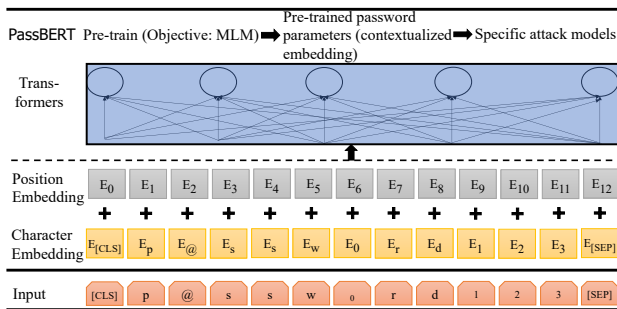 PassBERT Pre-train (Objective: MLM) Pre-trained password parameters (contextualized embedding) Specific attack models
Trans-
formers
Position Embedding E0 E1 E2 E3 E4 E5 E6 E7 E8 E9 E10 E11 E12
+ + + + + + + + + + + + +
Character Embedding E[CLS] Ep E@ Es Es Ew E0 Er Ed E1 E2 E3 E[SEP]
Input [CLS] p @ s s w 0 r d 1 2 3 [SEP]